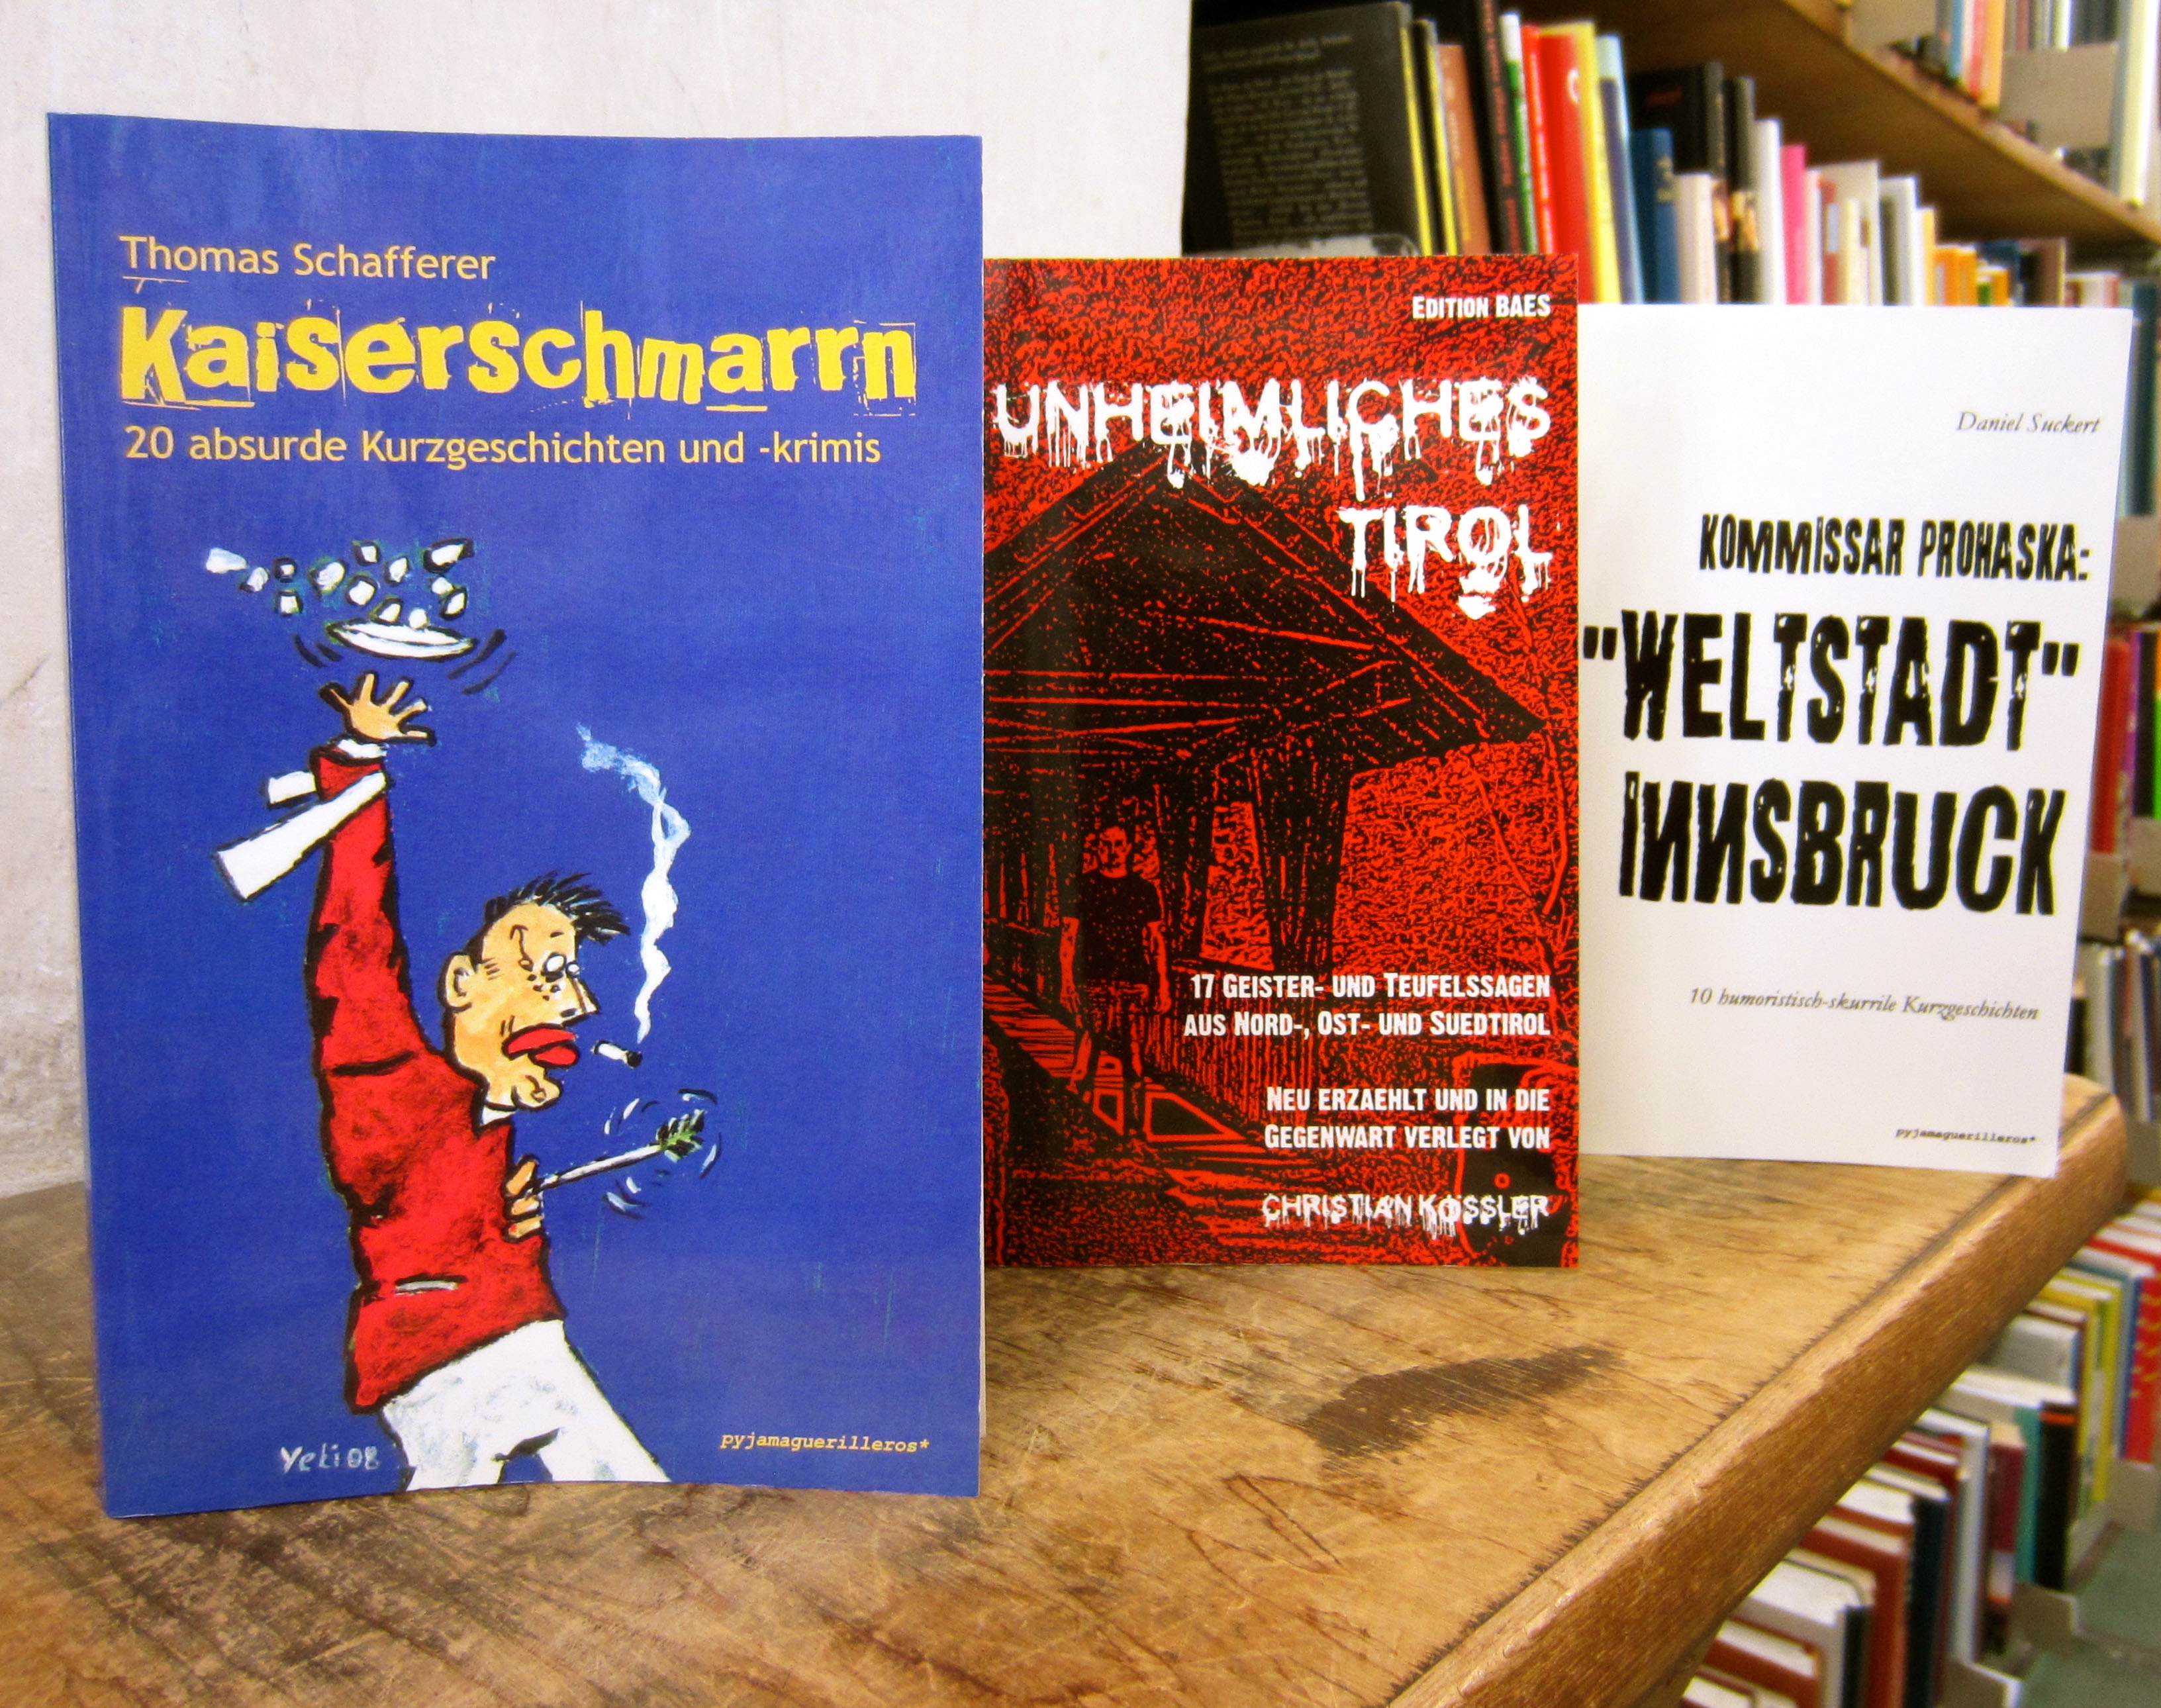 Thomas Schafferer
Kaiserschmarrn
20 absurde Kurzgeschichten und -krimis
Yeti 08
pyjamaguerilleros*
EDITION BAES
UNHEIMLICHES
TIROL
17 GEISTER- UND TEUFELSSAGEN
AUS NORD-, OST- UND SUEDTIROL
NEU ERZAEHLT UND IN DIE
GEGENWART VERLEGT VON
CHRISTIAN KÖSSLER
Daniel Suckert
KOMMISSAR PROHASKA:
"WELTSTADT"
INNSBRUCK
10 humoristisch-skurrile Kurzgeschichten
pyjamaguerilleros*